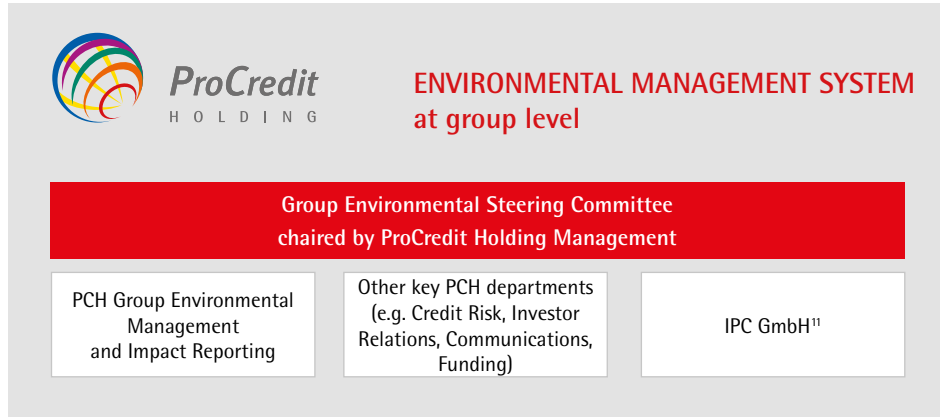 ProCredit
HOLDING
ENVIRONMENTAL MANAGEMENT SYSTEM
at group level
Group Environmental Steering Committee
chaired by ProCredit Holding Management
PCH Group Environmental
Management
and Impact Reporting
Other key PCH departments
(e.g. Credit Risk, Investor
Relations, Communications,
Funding)
IPC GmbH¹¹